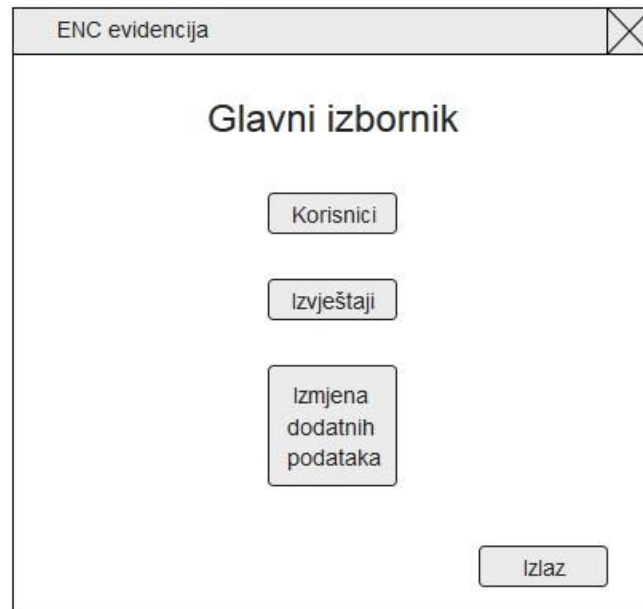 ENC evidencija
Glavni izbornik
Korisnici
Izvještaji
Izmjena
dodatnih
podataka
Izlaz